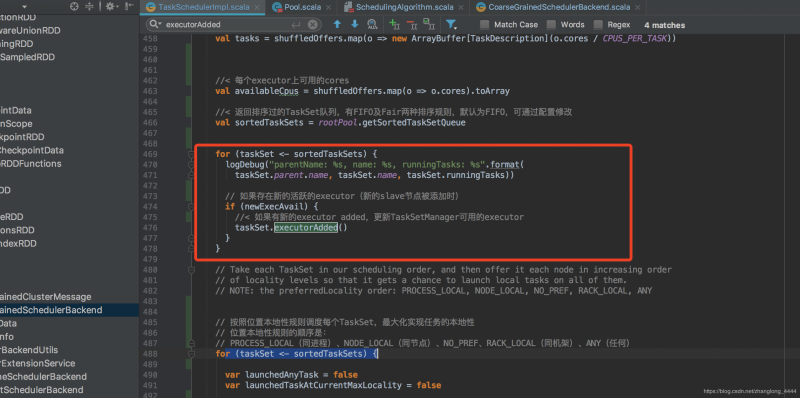 TaskSchedulerImpl.scala
Pool.scala
SchedulingAlgorithm.scala
CoarseGrainedSchedulerBackend.scala
executorAdded
Match Case
Words
Regex
4 matches
458 val tasks = shuffledOffers.map(o => new ArrayBuffer[TaskDescription](o.cores / CPUS_PER_TASK))
459
460
461
462 //< 每个executor上可用的cores
463 val availableCpus = shuffledOffers.map(o => o.cores).toArray
464
465 //< 返回排序过的TaskSet队列，有FIFO及Fair两种排序规则，默认为FIFO，可通过配置修改
466 val sortedTaskSets = rootPool.getSortedTaskSetQueue
467
468
469 for (taskSet <- sortedTaskSets) {
470 logDebug("parentName: %s, name: %s, runningTasks: %s".format(
471 taskSet.parent.name, taskSet.name, taskSet.runningTasks))
472
473 // 如果存在新的活跃的executor（新的slave节点被添加时）
474 if (newExecAvail) {
475 //< 如果有新的executor added，更新TaskSetManager可用的executor
476 taskSet.executorAdded()
477 }
478 }
479
480 // Take each TaskSet in our scheduling order, and then offer it each node in increasing order
481 // of locality levels so that it gets a chance to launch local tasks on all of them.
482 // NOTE: the preferredLocality order: PROCESS_LOCAL, NODE_LOCAL, NO_PREF, RACK_LOCAL, ANY
483
484
485 // 按照位置本地性规则调度每个TaskSet，最大化实现任务的本地性
486 // 位置本地性规则的顺序是：
487 // PROCESS_LOCAL（同进程）、NODE_LOCAL（同节点）、NO_PREF、RACK_LOCAL（同机架）、ANY（任何）
488 for (taskSet <- sortedTaskSets) {
489
490 var launchedAnyTask = false
491 var launchedTaskAtCurrentMaxLocality = false
492
wareUnionRDD
ningRDD
SampledRDD
pointData
onScope
kpointRDD
CheckpointData
RDDFunctions
eRDD
onsRDD
ndexRDD
ainedClusterMessage
ainedSchedulerBackend
Data
nfo
rBackendUtils
rExtensionService
eSchedulerBackend
tSchedulerBackend
https://blog.csdn.net/zhanglong_4444